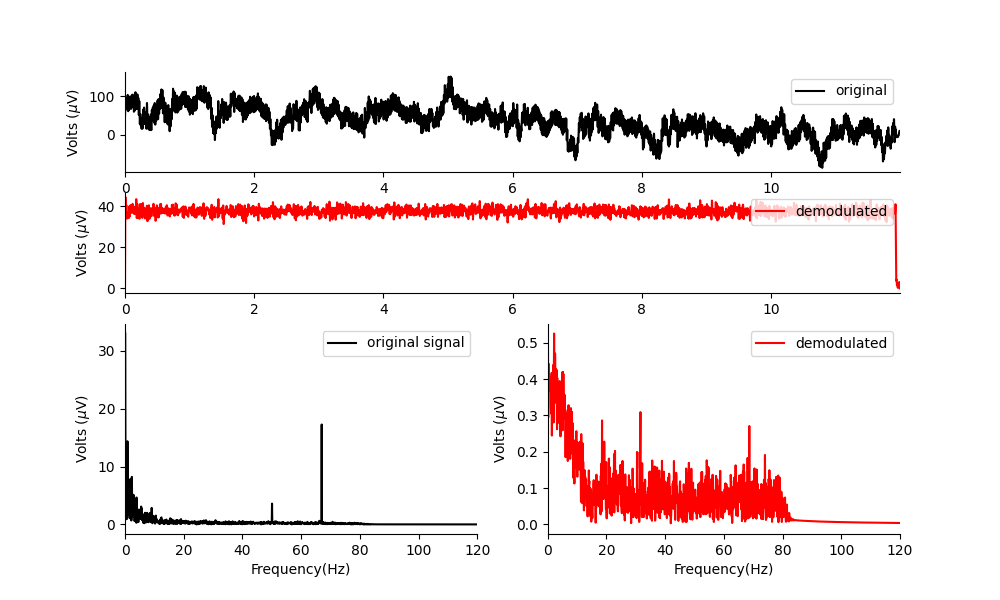 Volts (μV)
100
0
original
0 2 4 6 8 10
Volts (μV)
40
20
0
demodulated
0 2 4 6 8 10
Volts (μV)
30
20
10
0
original signal
0 20 40 60 80 100 120
Frequency(Hz)
Volts (μV)
0.5
0.4
0.3
0.2
0.1
0.0
demodulated
0 20 40 60 80 100 120
Frequency(Hz)